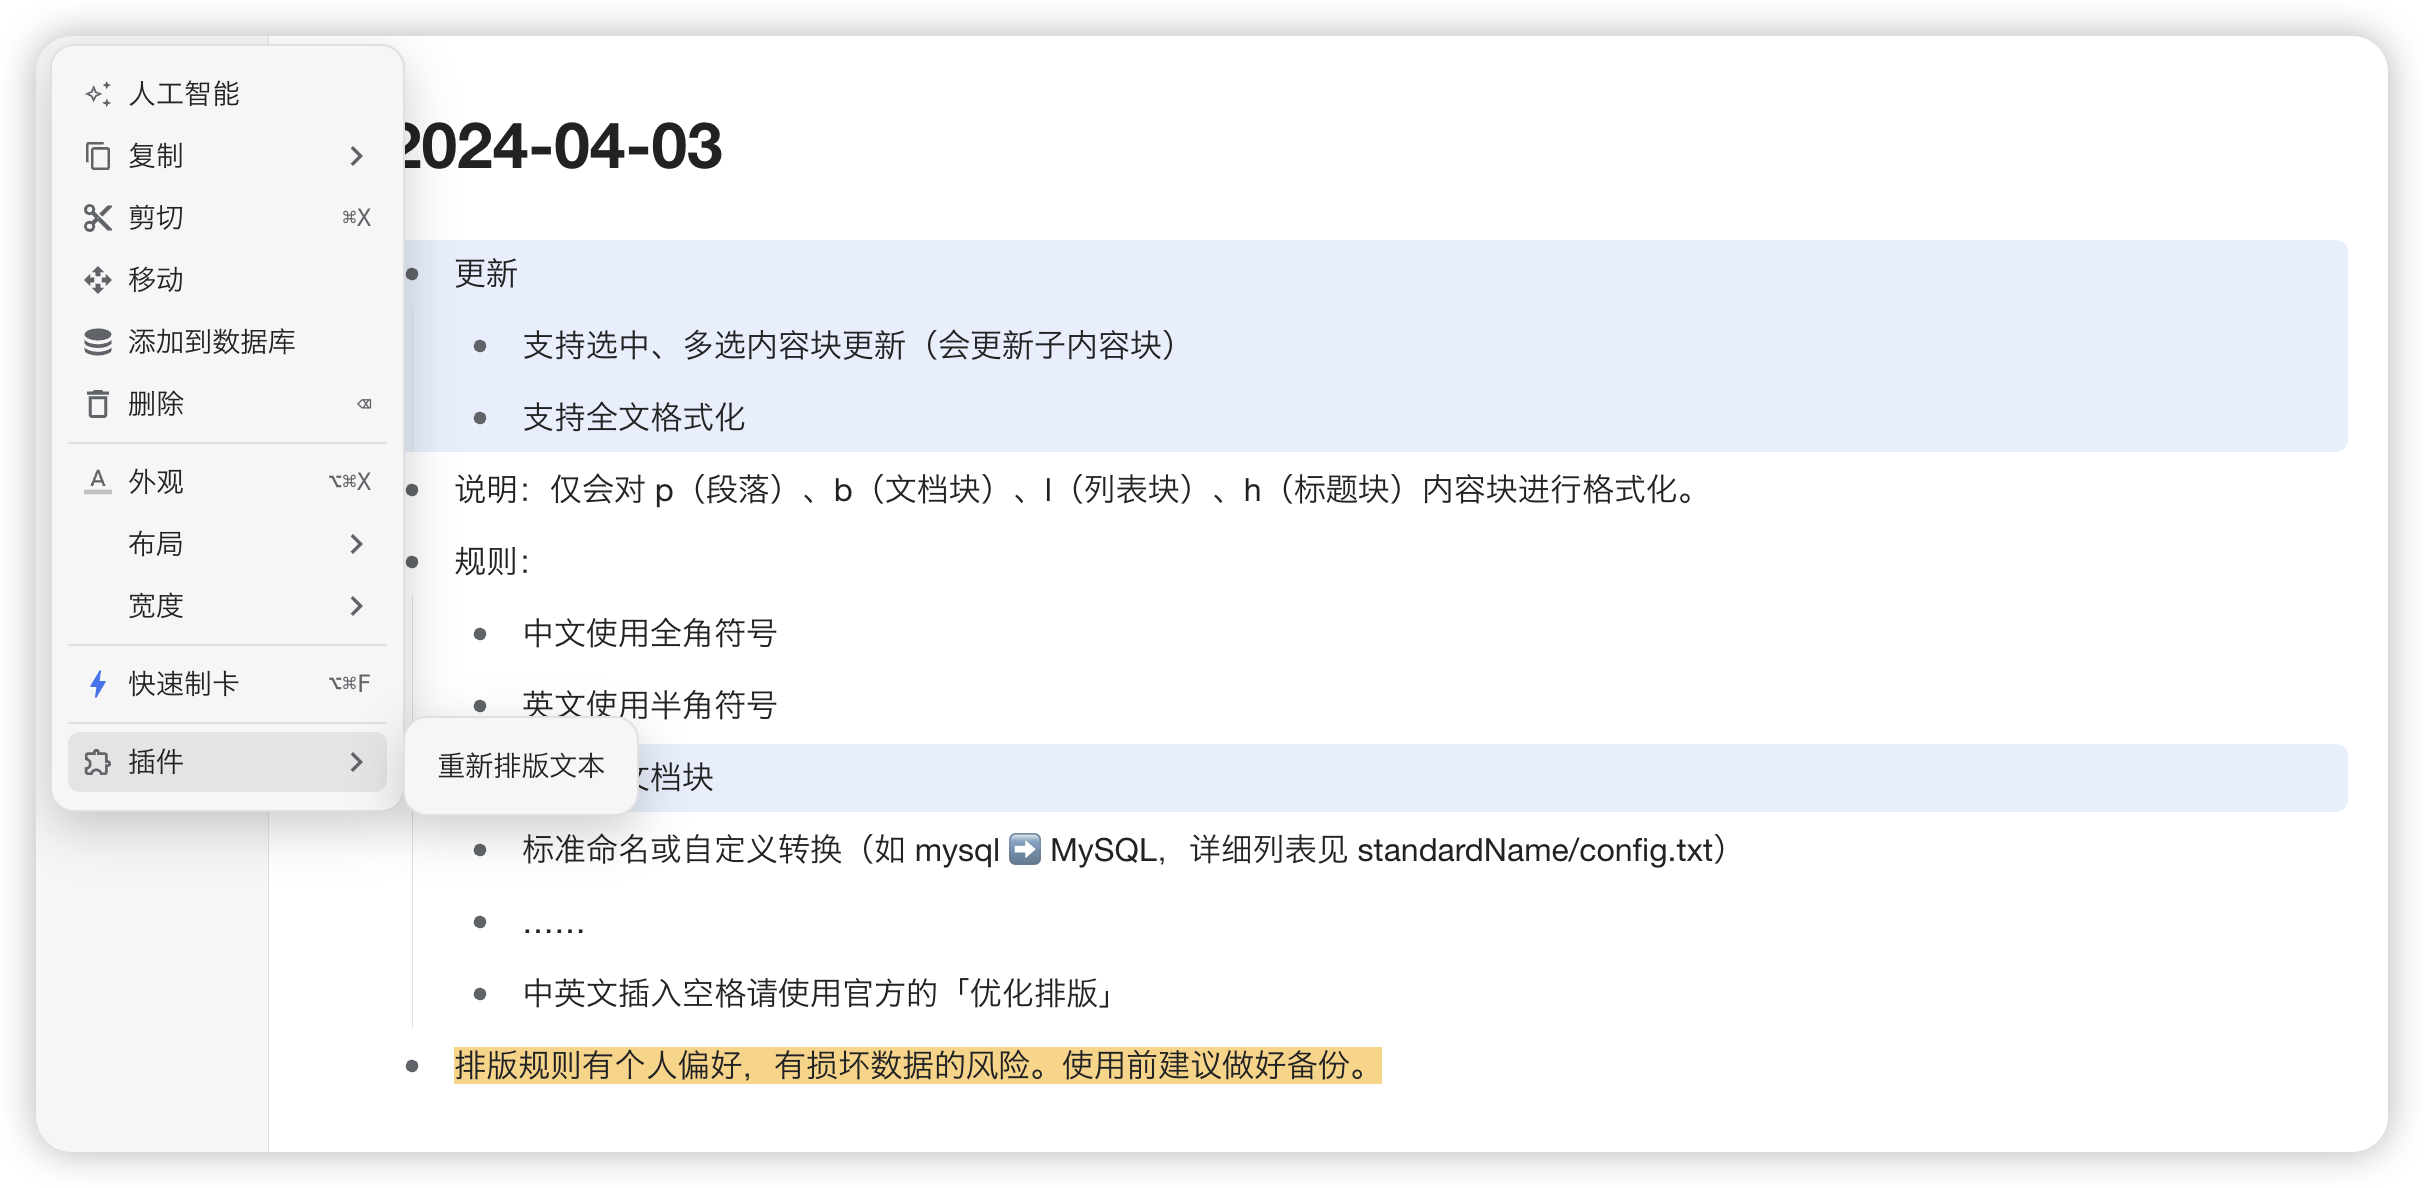 人工智能
复制
剪切 ⌘X
移动
添加到数据库
删除 ⌫
外观 ⌥⌘X
布局
宽度
快速制卡 ⌥⌘F
插件
重新排版文本
2024-04-03
更新
支持选中、多选内容块更新（会更新子内容块）
支持全文格式化
说明：仅会对 p（段落）、b（文档块）、l（列表块）、h（标题块）内容块进行格式化。
规则：
中文使用全角符号
英文使用半角符号
档块
标准命名或自定义转换（如 mysql ➡️ MySQL，详细列表见 standardName/config.txt）
……
中英文插入空格请使用官方的「优化排版」
排版规则有个人偏好，有损坏数据的风险。使用前建议做好备份。